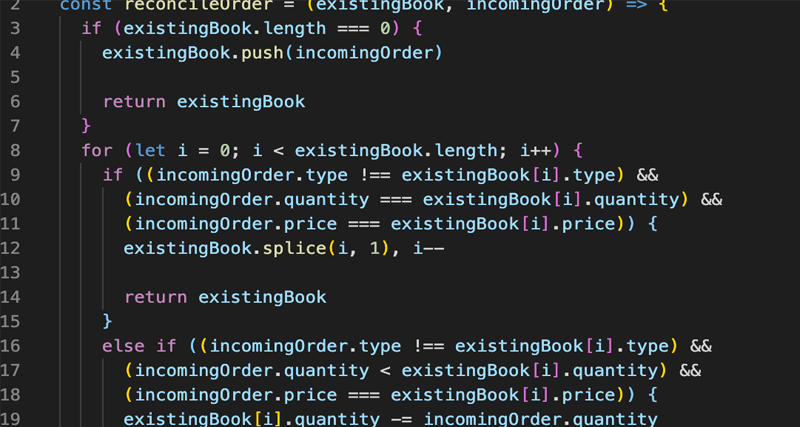 2 const reconcileOrder = (existingBook, incomingOrder) => {
3 if (existingBook.length === 0) {
4 existingBook.push(incomingOrder)
5
6 return existingBook
7 }
8 for (let i = 0; i < existingBook.length; i++) {
9 if ((incomingOrder.type !== existingBook[i].type) &&
10 (incomingOrder.quantity === existingBook[i].quantity) &&
11 (incomingOrder.price === existingBook[i].price)) {
12 existingBook.splice(i, 1), i--
13
14 return existingBook
15 }
16 else if ((incomingOrder.type !== existingBook[i].type) &&
17 (incomingOrder.quantity < existingBook[i].quantity) &&
18 (incomingOrder.price === existingBook[i].price)) {
19 existingBook[i].quantity -= incomingOrder.quantity